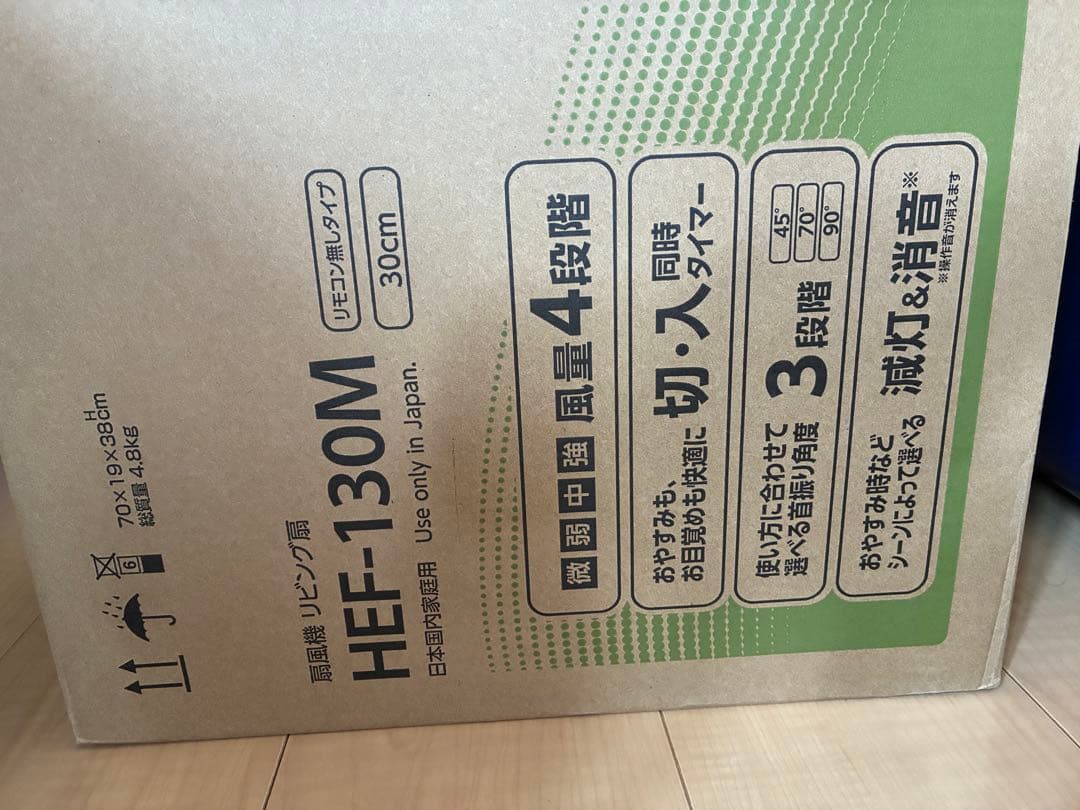 6
70×19×38cm
H
総質量 4.8kg
扇風機 リビング扇
HEF-130M
リモコン無しタイプ
30cm
日本国内家庭用 Use only in Japan.
微 弱 中 強 風量4段階
おやすみも、
お目覚めも快適に
切・入 同時
タイマー
使い方に合わせて
選べる首振り角度
3段階
45°
70°
90°
おやすみ時など
シーンによって選べる
減灯&消音※
※操作音が消えます